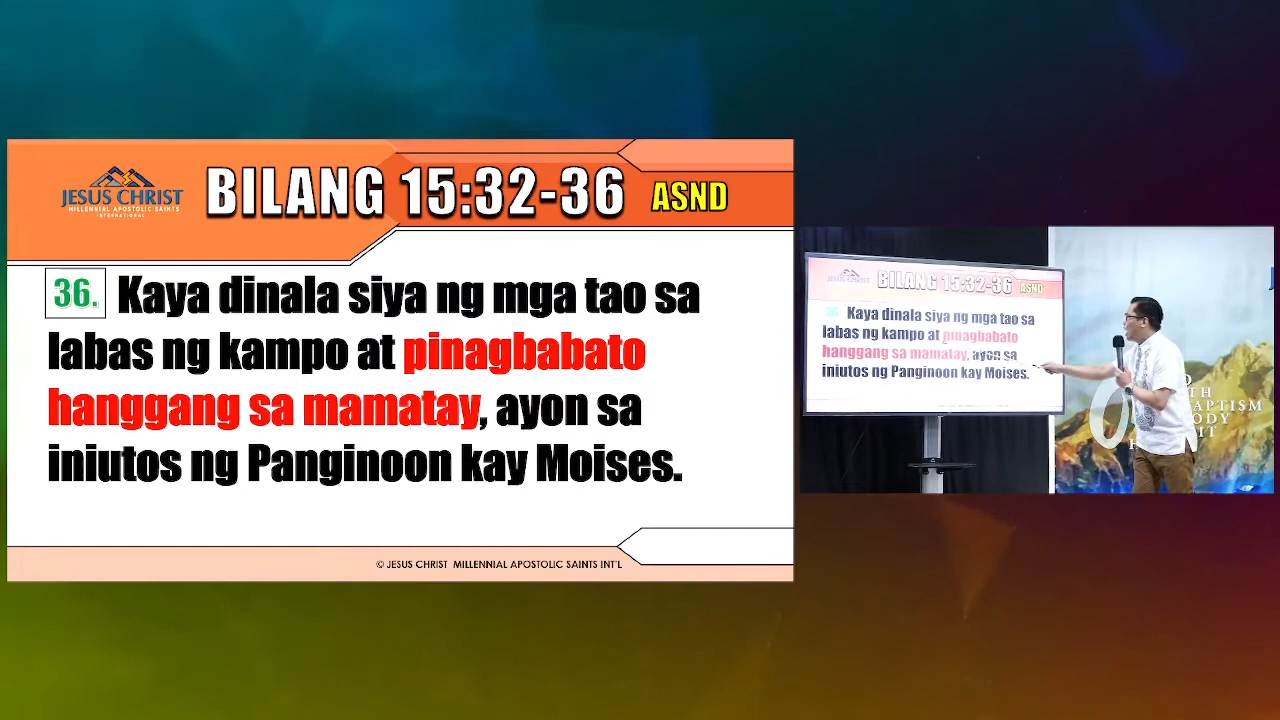 JESUS CHRIST
MILLENNIAL APOSTOLIC SAINTS
INTERNATIONAL
BILANG 15:32-36 ASND
36. Kaya dinala siya ng mga tao sa
labas ng kampo at pinagbabato
hanggang sa mamatay, ayon sa
iniutos ng Panginoon kay Moises.
© JESUS CHRIST MILLENNIAL APOSTOLIC SAINTS INT'L
BILANG 15:32-36 ASND
36. Kaya dinala siya ng mga tao sa
labas ng kampo at pinagbabato
hanggang sa mamatay, ayon sa
iniutos ng Panginoon kay Moises.